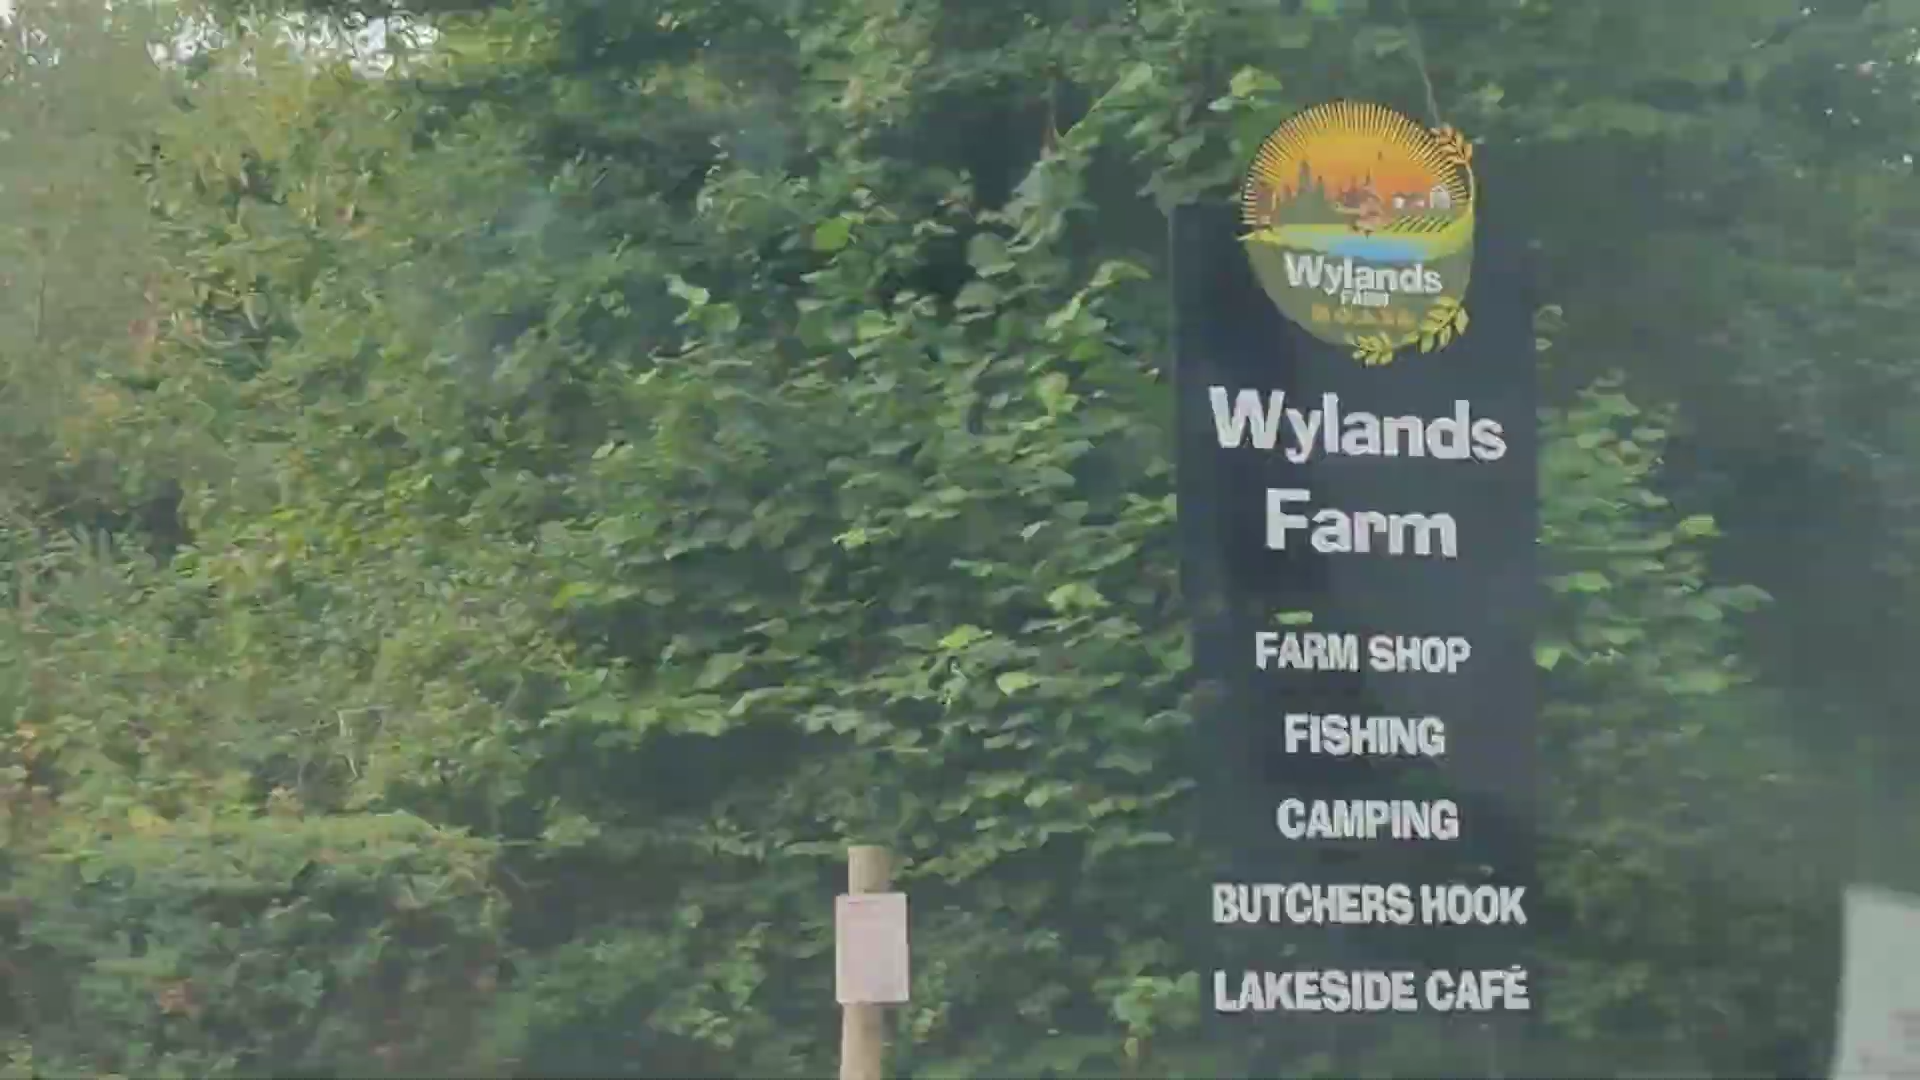 Wylands
FARM
Wylands
Farm
FARM SHOP
FISHING
CAMPING
BUTCHERS HOOK
LAKESIDE CAFÉ